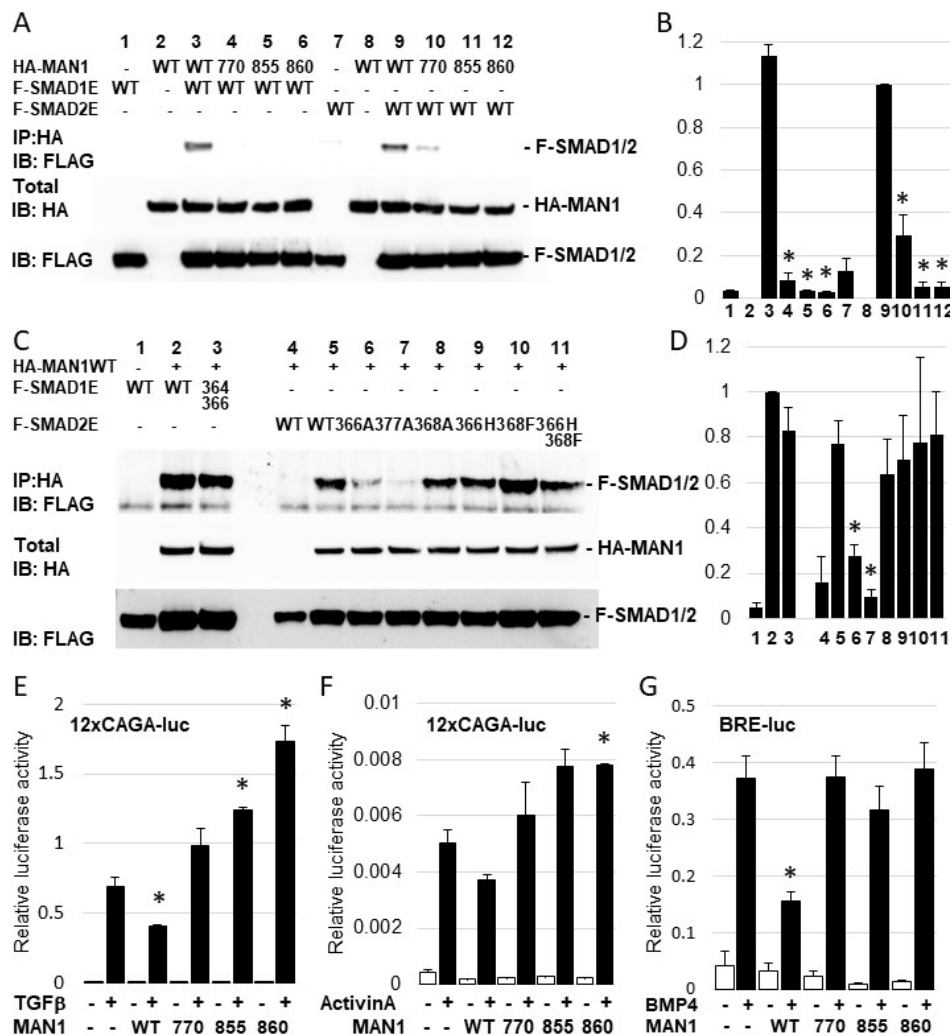 A
1 2 3 4 5 6 7 8 9 10 11 12
HA-MAN1 - WT WT 770 855 860 - WT WT 770 855 860
F-SMAD1E WT - WT WT WT WT - - - - - -
F-SMAD2E - - - - - - WT - WT WT WT WT
IP:HA
IB: FLAG
- F-SMAD1/2
Total
IB: HA
- HA-MAN1
IB: FLAG
- F-SMAD1/2
B
1.2
1
0.8
0.6
0.4
0.2
0
* * * * * *
1 2 3 4 5 6 7 8 9 10 11 12
C
1 2 3 4 5 6 7 8 9 10 11
HA-MAN1WT - + + - + + + + + + +
F-SMAD1E WT WT 364 - - - - - - - -
366
F-SMAD2E - - - WT WT 366A 377A 368A 366H 368F 366H
368F
IP:HA
IB: FLAG
- F-SMAD1/2
Total
IB: HA
- HA-MAN1
IB: FLAG
- F-SMAD1/2
D
1.2
1
0.8
0.6
0.4
0.2
0
* *
1 2 3 4 5 6 7 8 9 10 11
E
12xCAGA-luc
Relative luciferase activity
2
1.5
1
0.5
0
* * *
TGFβ - + - + - + - + - +
MAN1 - WT 770 855 860
F
12xCAGA-luc
Relative luciferase activity
0.01
0.008
0.006
0.004
0.002
0
*
ActivinA - + - + - + - + - +
MAN1 - WT 770 855 860
G
BRE-luc
Relative luciferase activity
0.5
0.4
0.3
0.2
0.1
0
*
BMP4 - + - + - + - + - +
MAN1 - WT 770 855 860